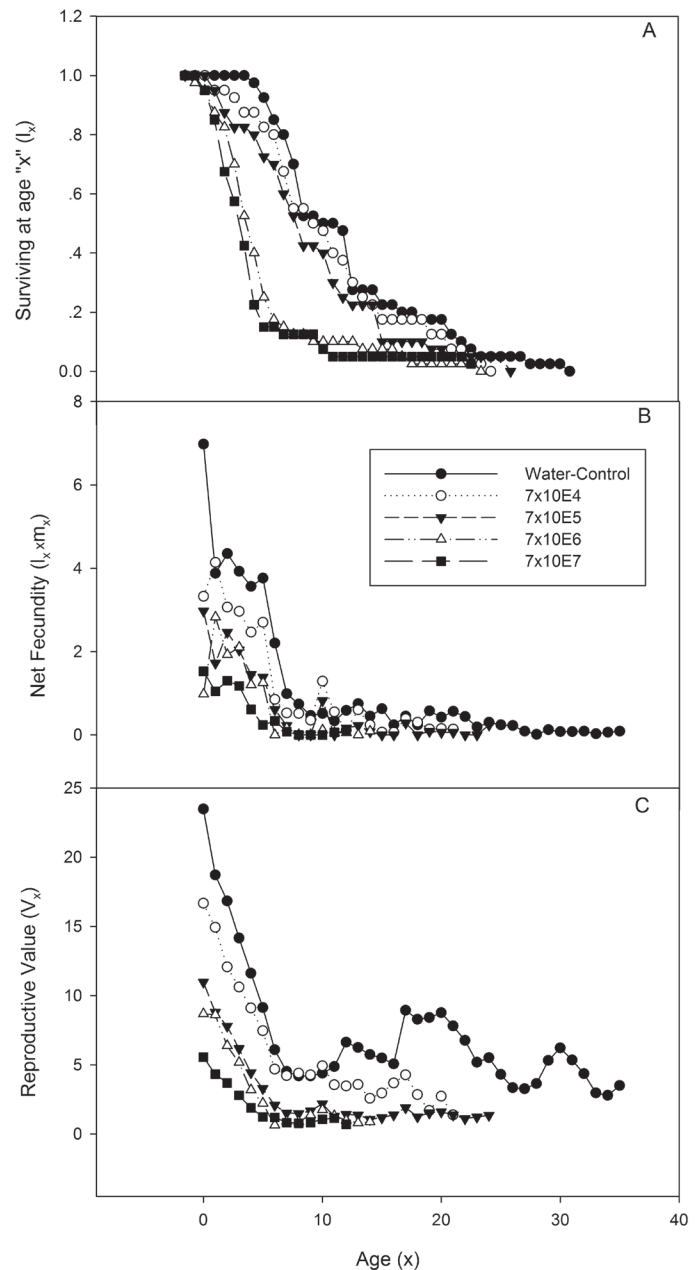 A
Surviving at age "x" (lx)
1.2
1.0
.8
.6
.4
.2
0.0
B
Net Fecundity (lx×mx)
8
6
4
2
0
Water-Control
7x10E4
7x10E5
7x10E6
7x10E7
C
Reproductive Value (Vx)
25
20
15
10
5
0
0 10 20 30 40
Age (x)